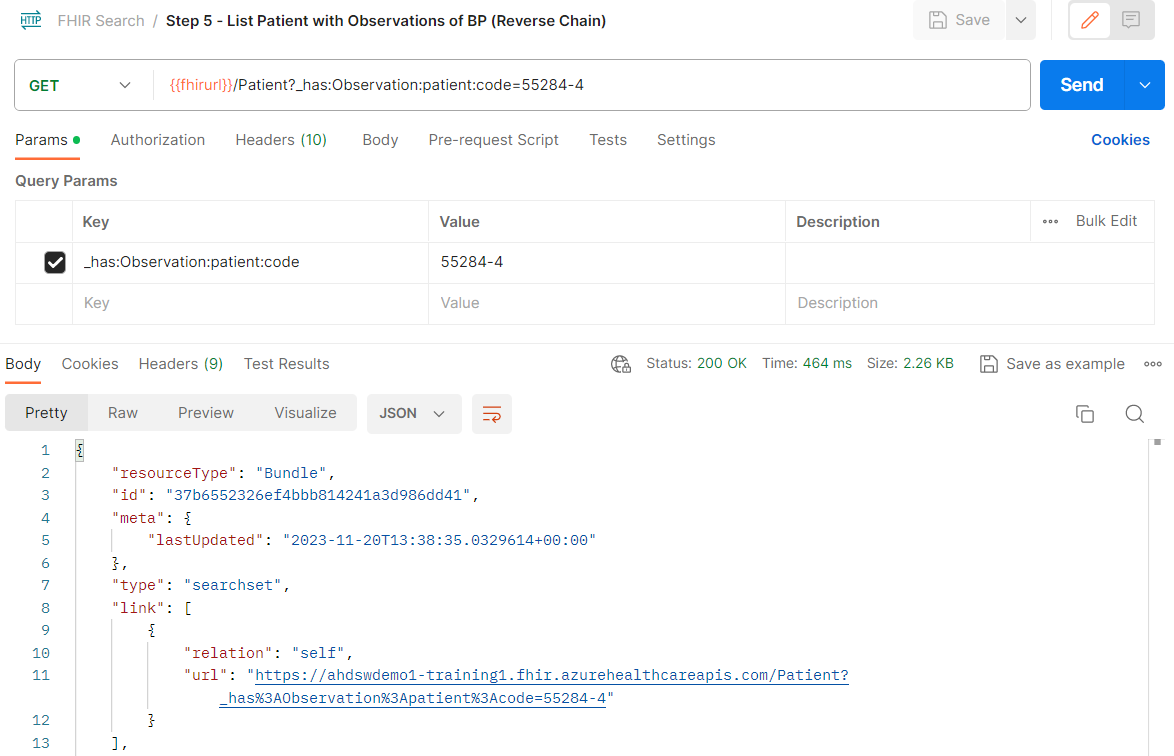 HTTP FHIR Search / Step 5 - List Patient with Observations of BP (Reverse Chain) Save
GET {{fhirurl}}/Patient?_has:Observation:patient:code=55284-4 Send
Params Authorization Headers (10) Body Pre-request Script Tests Settings Cookies
Query Params
Key Value Description Bulk Edit
_has:Observation:patient:code 55284-4
Key Value Description
Body Cookies Headers (9) Test Results Status: 200 OK Time: 464 ms Size: 2.26 KB Save as example
Pretty Raw Preview Visualize JSON
1 {
2 "resourceType": "Bundle",
3 "id": "37b6552326ef4bbb814241a3d986dd41",
4 "meta": {
5 "lastUpdated": "2023-11-20T13:38:35.0329614+00:00"
6 },
7 "type": "searchset",
8 "link": [
9 {
10 "relation": "self",
11 "url": "https://ahdswdemo1-training1.fhir.azurehealthcareapis.com/Patient?
_has%3AObservation%3Apatient%3Acode=55284-4"
12 }
13 ],